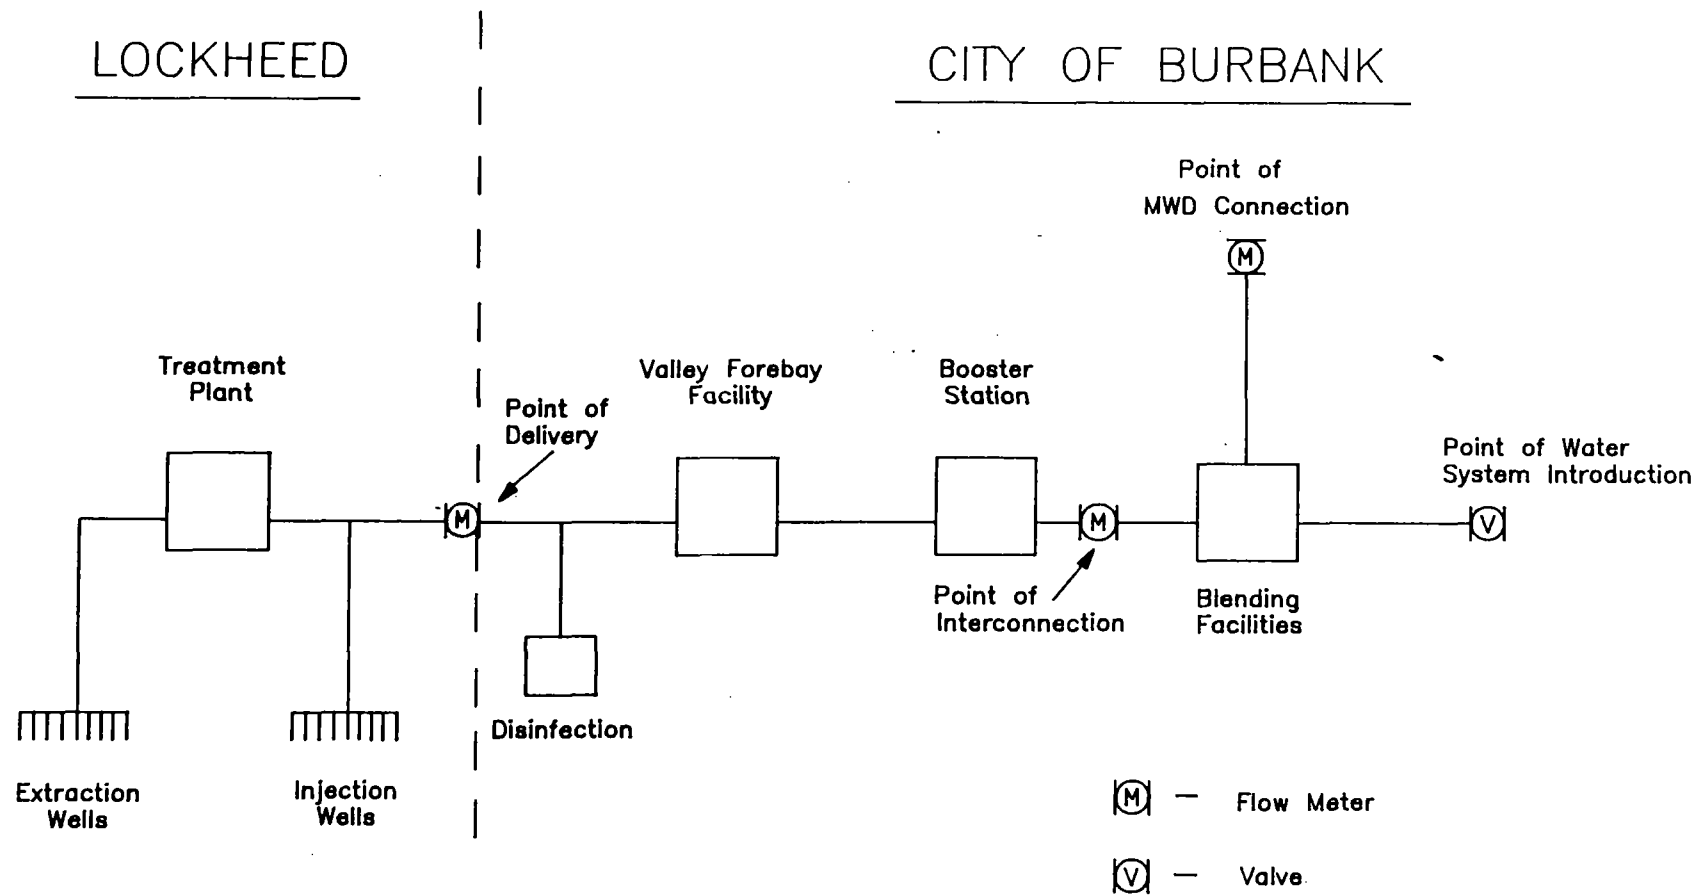 LOCKHEED
CITY OF BURBANK
Point of
MWD Connection
M
Treatment
Plant
Point of
Delivery
Valley Forebay
Facility
Booster
Station
Point of Water
System Introduction
M
M
V
Point of
Interconnection
Blending
Facilities
Disinfection
Extraction
Wells
Injection
Wells
M — Flow Meter
V — Valve